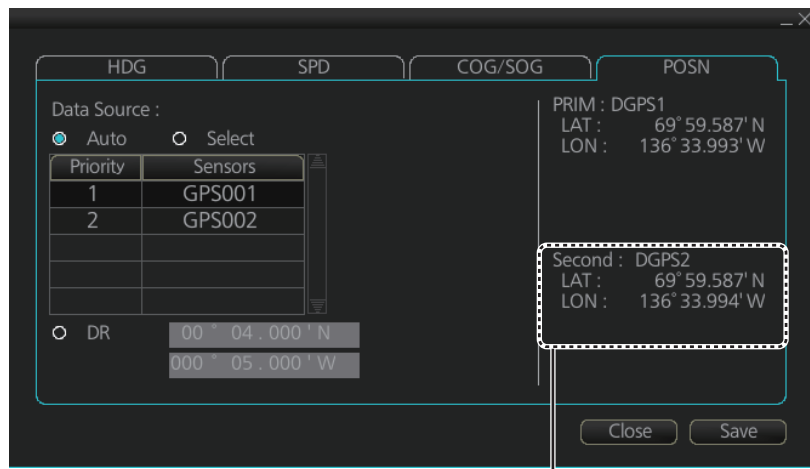 HDG SPD COG/SOG POSN
Data Source :
Auto Select
Priority Sensors
1 GPS001
2 GPS002
DR 00 ° 04 . 000 ' N
000 ° 05 . 000 ' W
PRIM : DGPS1
LAT : 69° 59.587' N
LON : 136° 33.993' W
Second : DGPS2
LAT : 69° 59.587' N
LON : 136° 33.994' W
Close Save